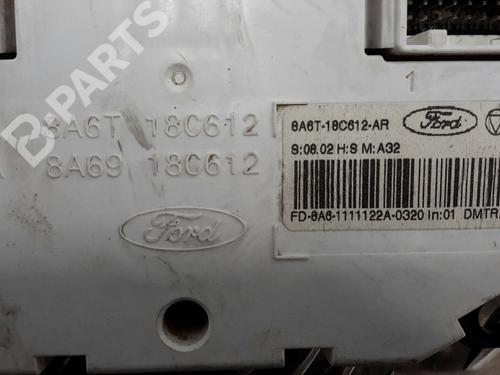 B-PARTS
1
8A6T 18C612
8A69 18C612
Ford
8A6T-18C612-AR
Ford
S:08.02 H:S M:A32
FD-8A6-1111122A-0320 In:01 DMTR